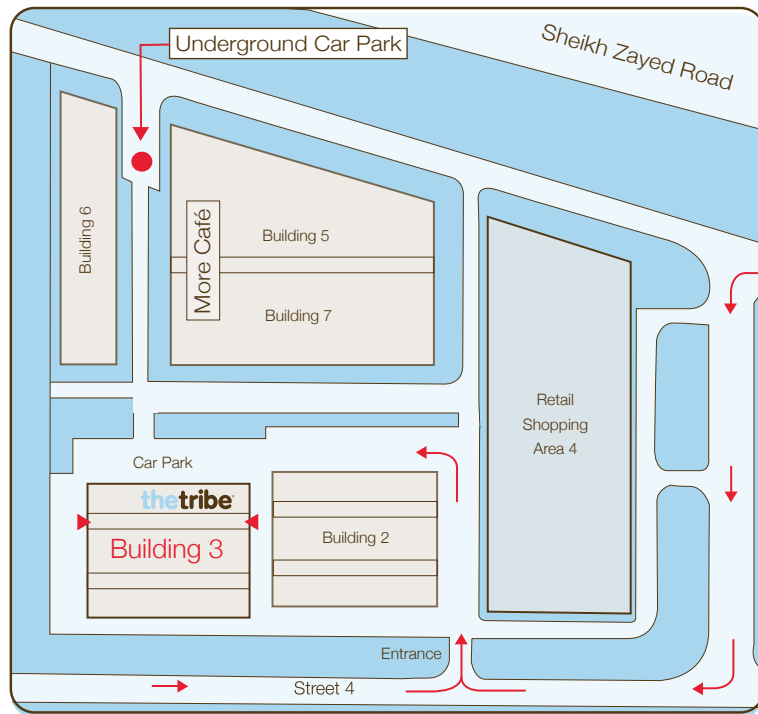 Underground Car Park
Sheikh Zayed Road
Building 6
More Café
Building 5
Building 7
Retail
Shopping
Area 4
Car Park
thetribe
Building 3
Building 2
Entrance
Street 4